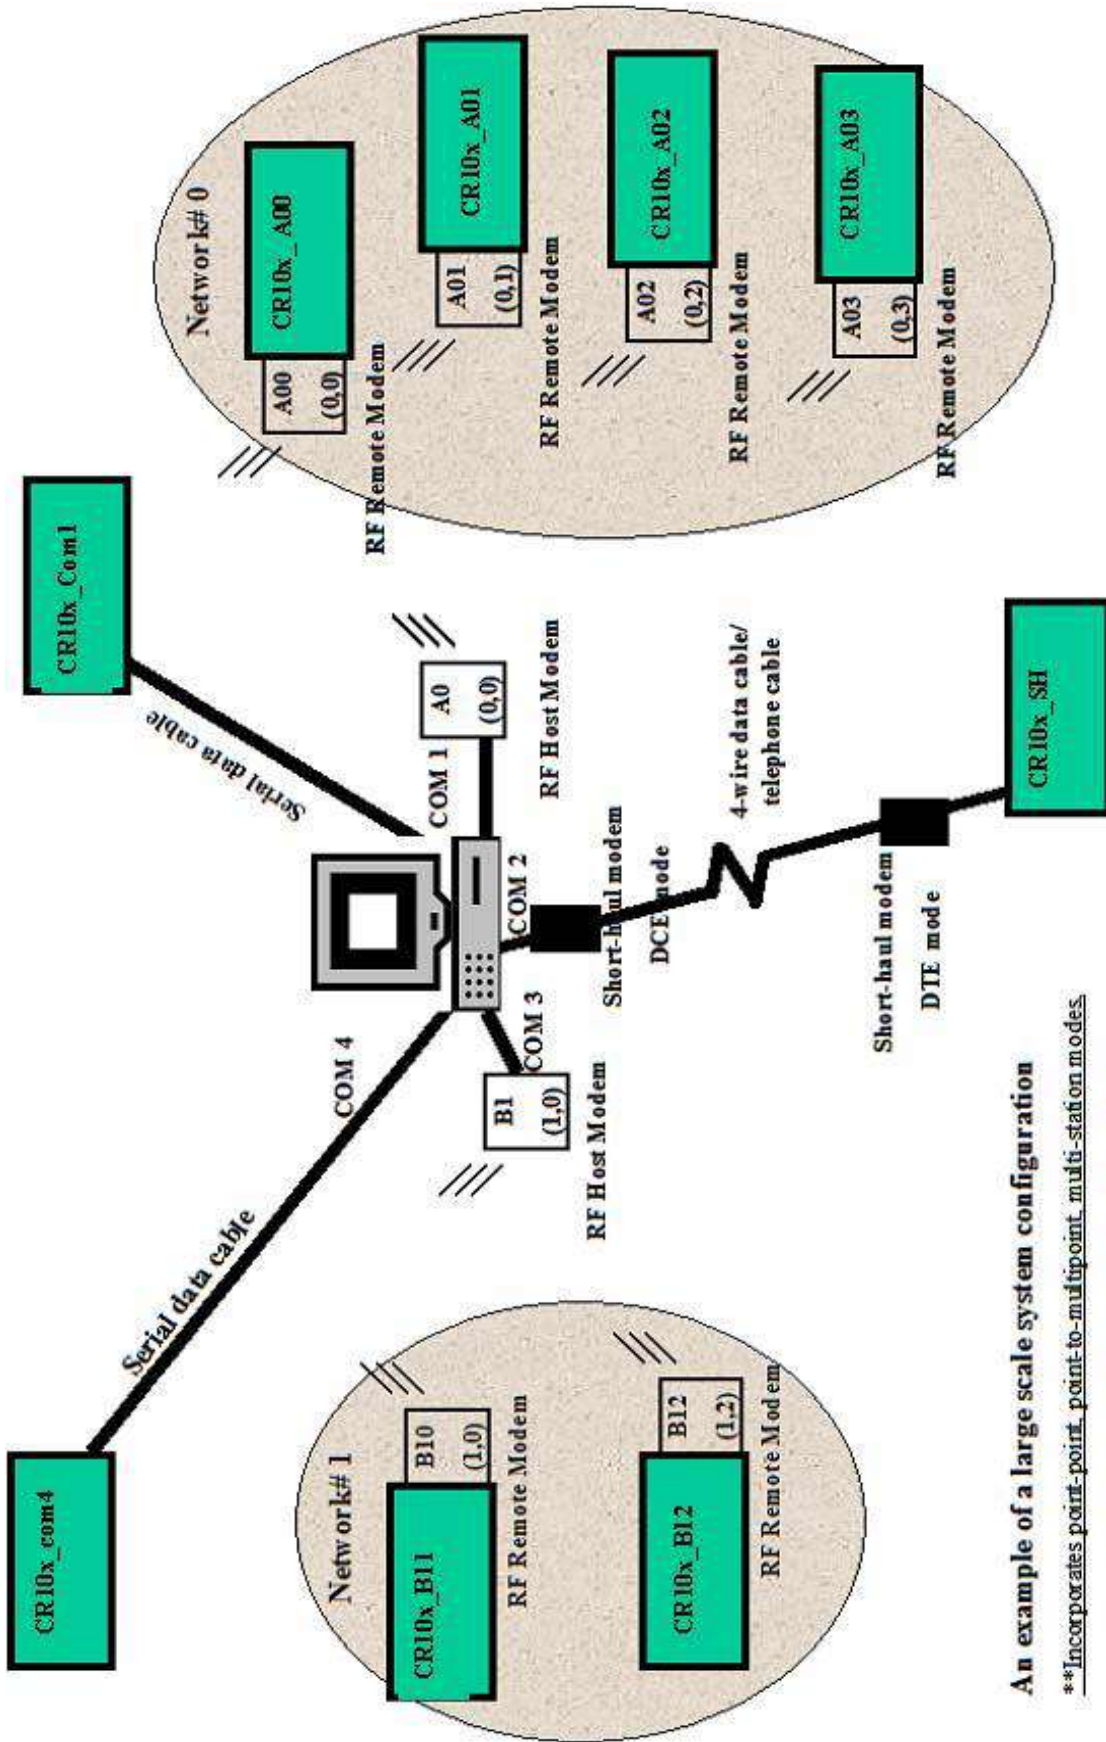 CR10x_com4
Serial data cable
COM 4
CR10x_Com1
Serial data cable
Network# 0
CR10x_A00
A00
(0,0)
RF Remote Modem
CR10x_A01
A01
(0,1)
RF Remote Modem
CR10x_A02
A02
(0,2)
RF Remote Modem
CR10x_A03
A03
(0,3)
RF Remote Modem
COM 1
A0
(0,0)
RF Host Modem
COM 2
COM 3
B1
(1,0)
RF Host Modem
Network# 1
CR10x_B11
B10
(1,0)
RF Remote Modem
CR10x_B12
B12
(1,2)
RF Remote Modem
Short-haul modem
DCE mode
4-wire data cable/
telephone cable
Short-haul modem
DTE mode
CR10x_SH
An example of a large scale system configuration
**Incorporates point-point, point-to-multipoint, multi-station modes.